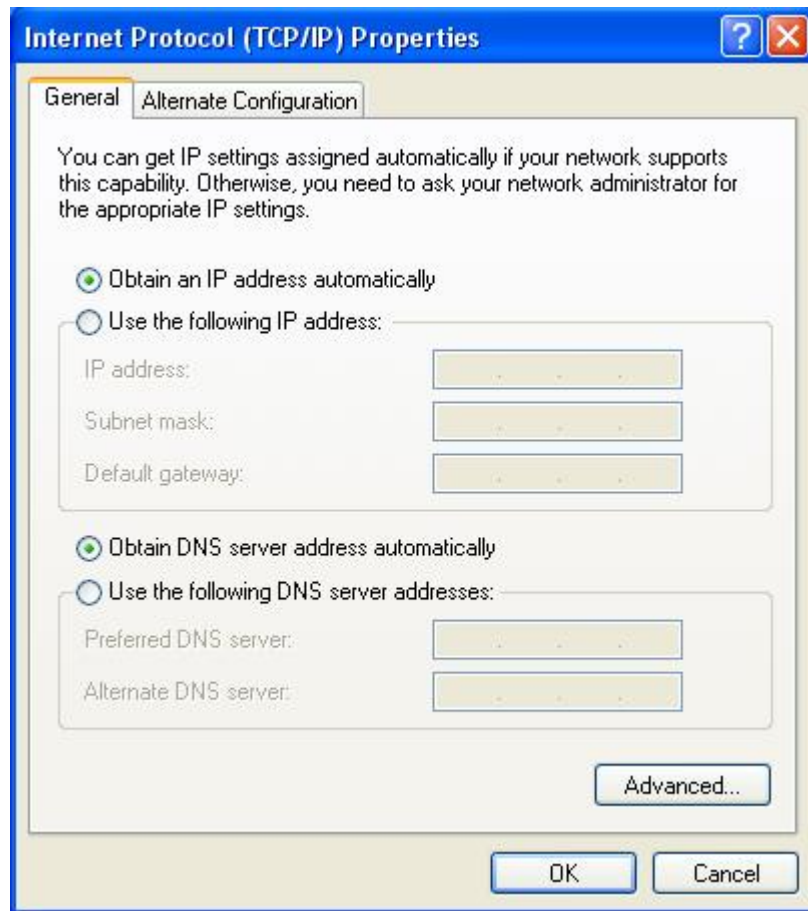 Internet Protocol (TCP/IP) Properties
General
Alternate Configuration
You can get IP settings assigned automatically if your network supports
this capability. Otherwise, you need to ask your network administrator for
the appropriate IP settings.
Obtain an IP address automatically
Use the following IP address:
IP address:
Subnet mask:
Default gateway:
Obtain DNS server address automatically
Use the following DNS server addresses:
Preferred DNS server:
Alternate DNS server:
Advanced...
OK
Cancel